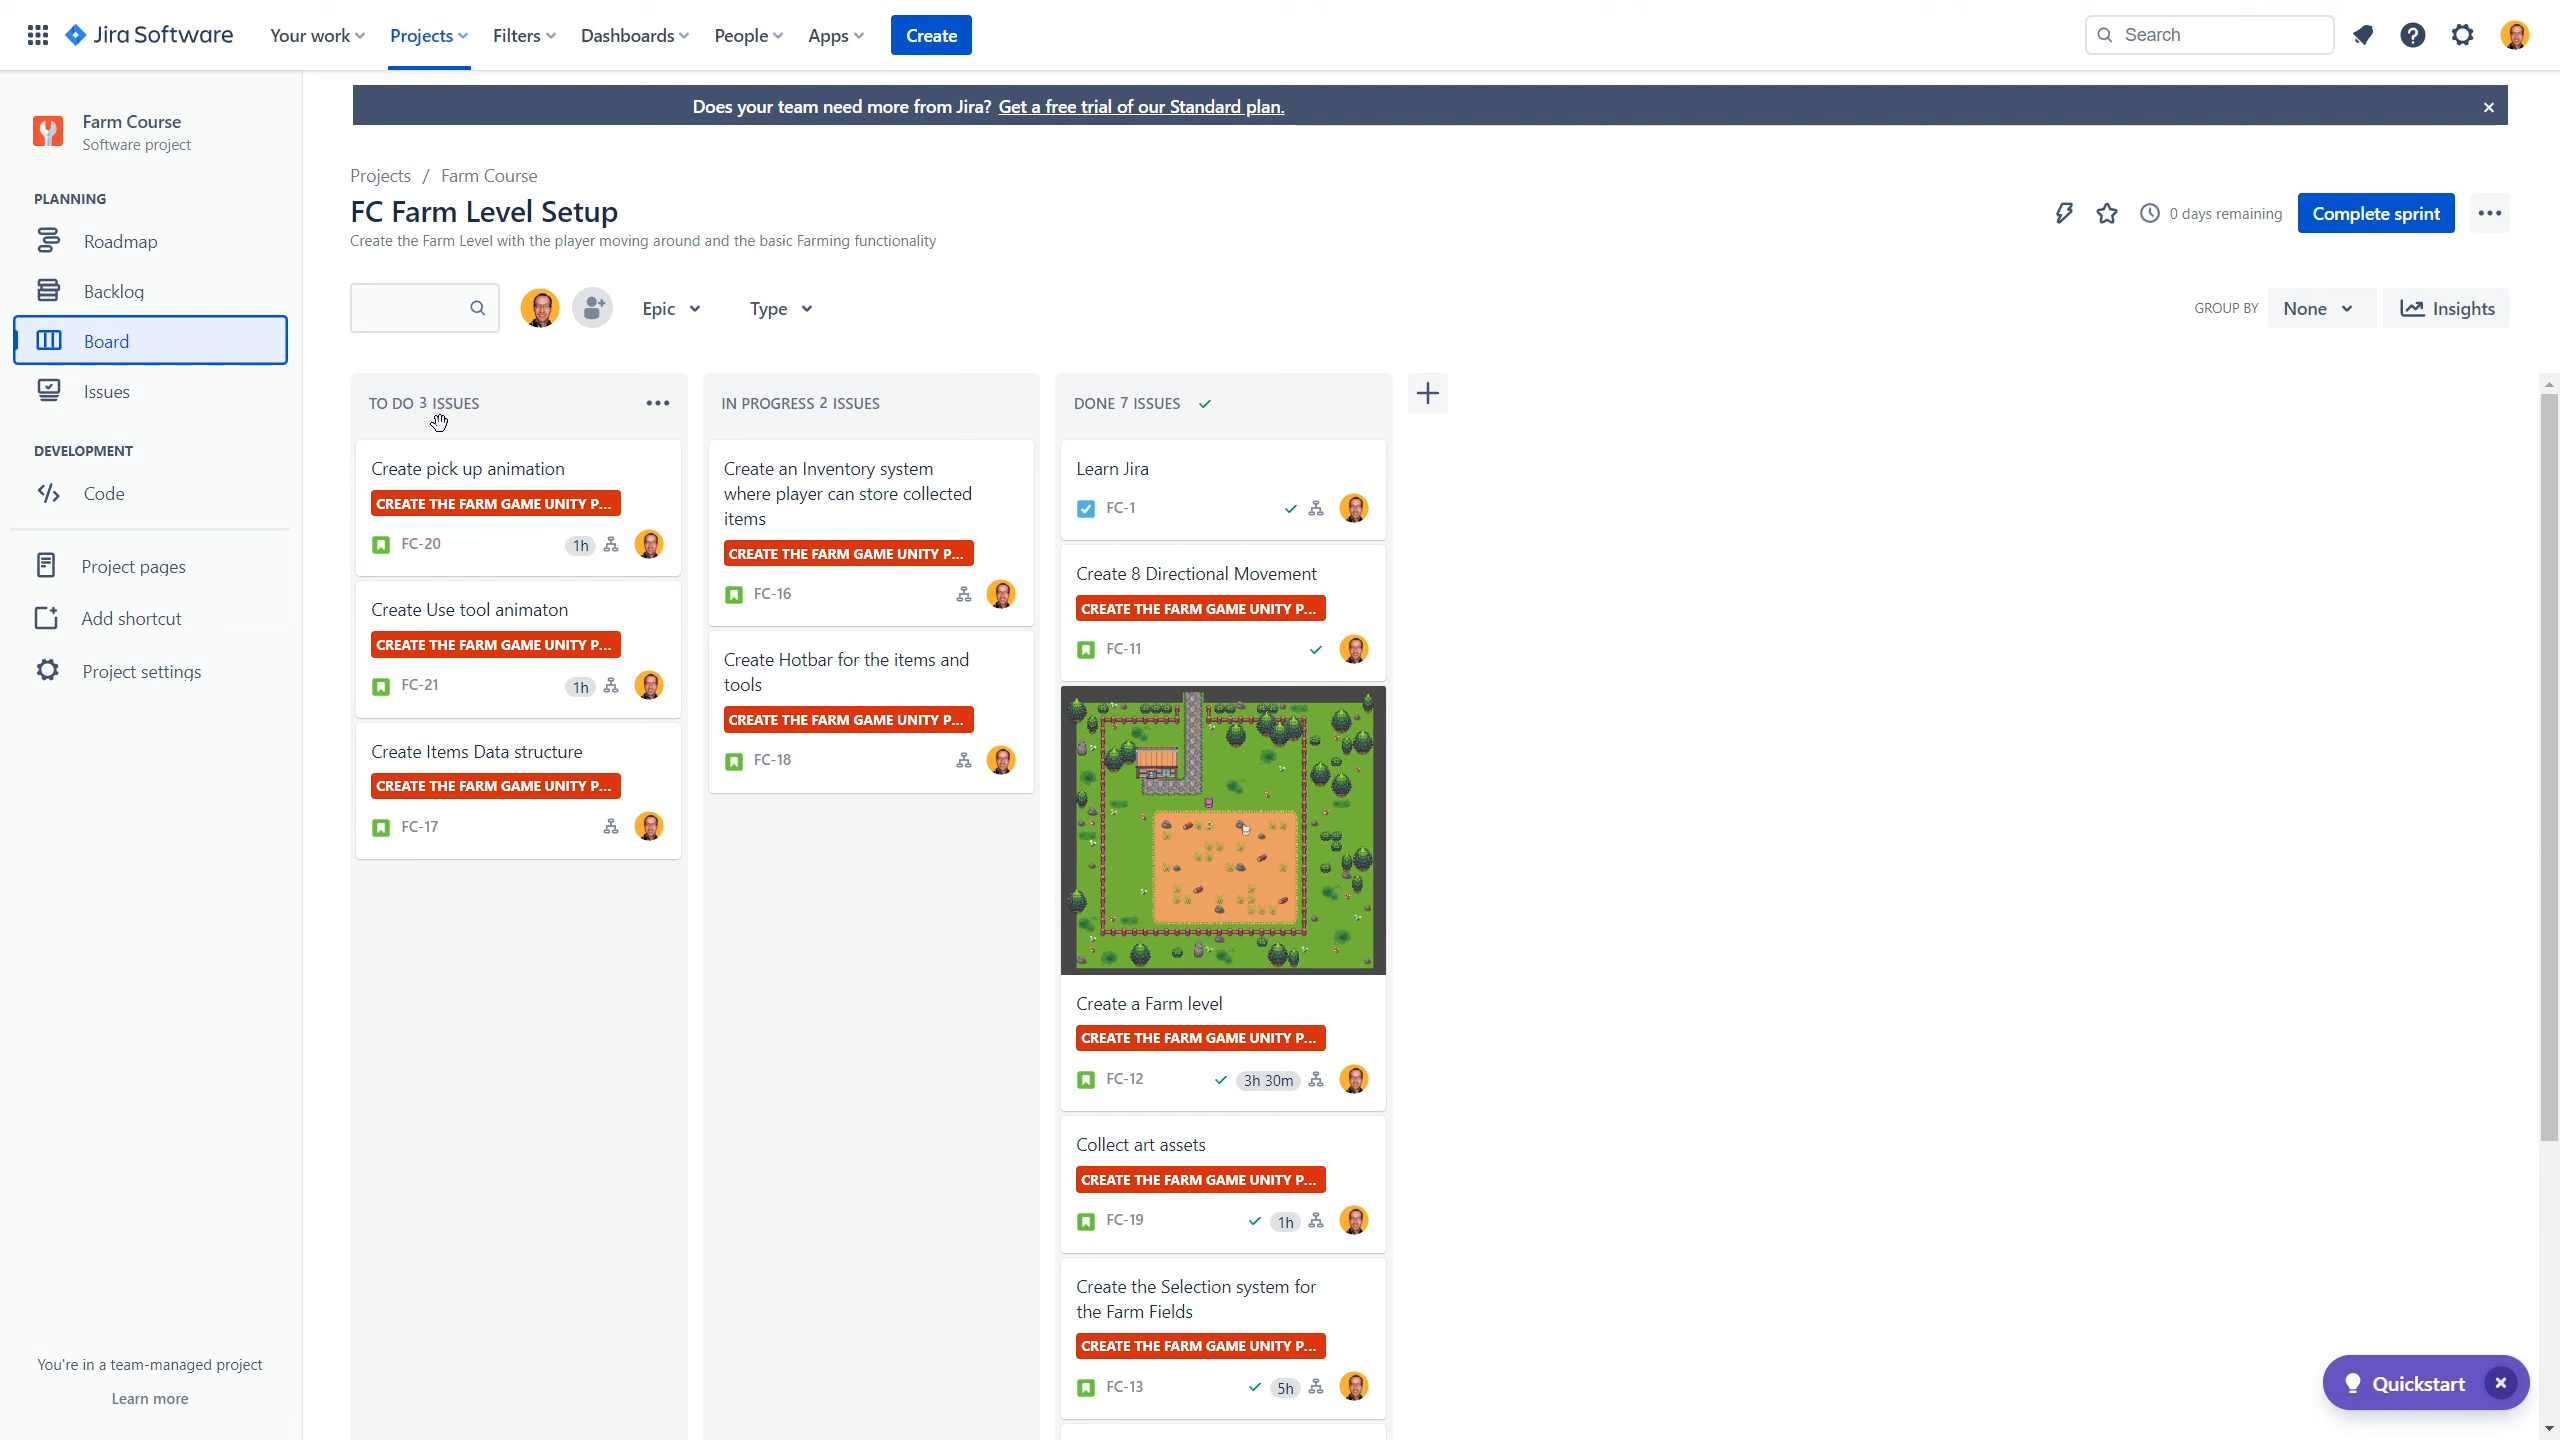 Jira Software
Your work
Projects
Filters
Dashboards
People
Apps
Create
Search
Farm Course
Software project
PLANNING
Roadmap
Backlog
Board
Issues
DEVELOPMENT
Code
Project pages
Add shortcut
Project settings
You're in a team-managed project
Learn more
Does your team need more from Jira? Get a free trial of our Standard plan.
Projects / Farm Course
FC Farm Level Setup
Create the Farm Level with the player moving around and the basic Farming functionality
0 days remaining
Complete sprint
Epic
Type
GROUP BY
None
Insights
TO DO 3 ISSUES
Create pick up animation
CREATE THE FARM GAME UNITY P...
FC-20
1h
Create Use tool animaton
CREATE THE FARM GAME UNITY P...
FC-21
1h
Create Items Data structure
CREATE THE FARM GAME UNITY P...
FC-17
IN PROGRESS 2 ISSUES
Create an Inventory system
where player can store collected
items
CREATE THE FARM GAME UNITY P...
FC-16
Create Hotbar for the items and
tools
CREATE THE FARM GAME UNITY P...
FC-18
DONE 7 ISSUES
Learn Jira
FC-1
Create 8 Directional Movement
CREATE THE FARM GAME UNITY P...
FC-11
Create a Farm level
CREATE THE FARM GAME UNITY P...
FC-12
3h 30m
Collect art assets
CREATE THE FARM GAME UNITY P...
FC-19
1h
Create the Selection system for
the Farm Fields
CREATE THE FARM GAME UNITY P...
FC-13
5h
Quickstart